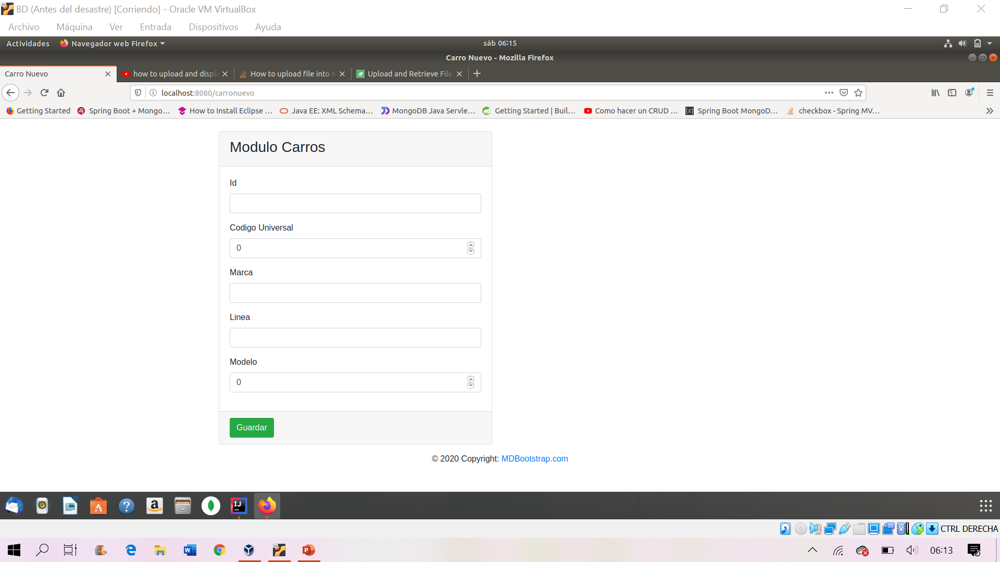 BD (Antes del desastre) [Corriendo] - Oracle VM VirtualBox
Archivo Máquina Ver Entrada Dispositivos Ayuda
Actividades Navegador web Firefox sáb 06:15
Carro Nuevo - Mozilla Firefox
Carro Nuevo how to upload and displa How to upload file into Upload and Retrieve File
localhost:8080/carronuevo
Getting Started Spring Boot + Mongo... How to Install Eclipse ... Java EE: XML Schema... MongoDB Java Servle... Getting Started | Buil... Como hacer un CRUD ... Spring Boot MongoD... checkbox - Spring MV...
Modulo Carros
Id
Codigo Universal
0
Marca
Linea
Modelo
0
Guardar
© 2020 Copyright: MDBootstrap.com
CTRL DERECHA
06:13